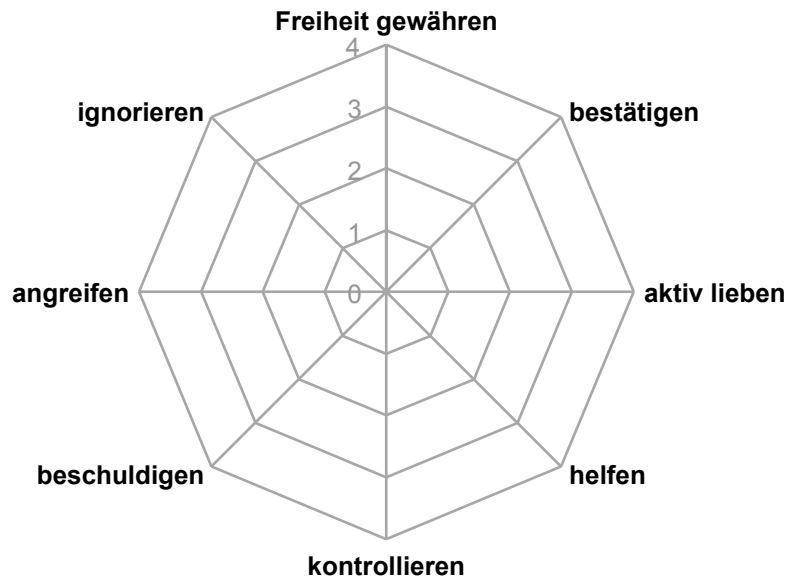 Freiheit gewähren
4
ignorieren
3
bestätigen
2
1
angreifen
0
aktiv lieben
beschuldigen
helfen
kontrollieren